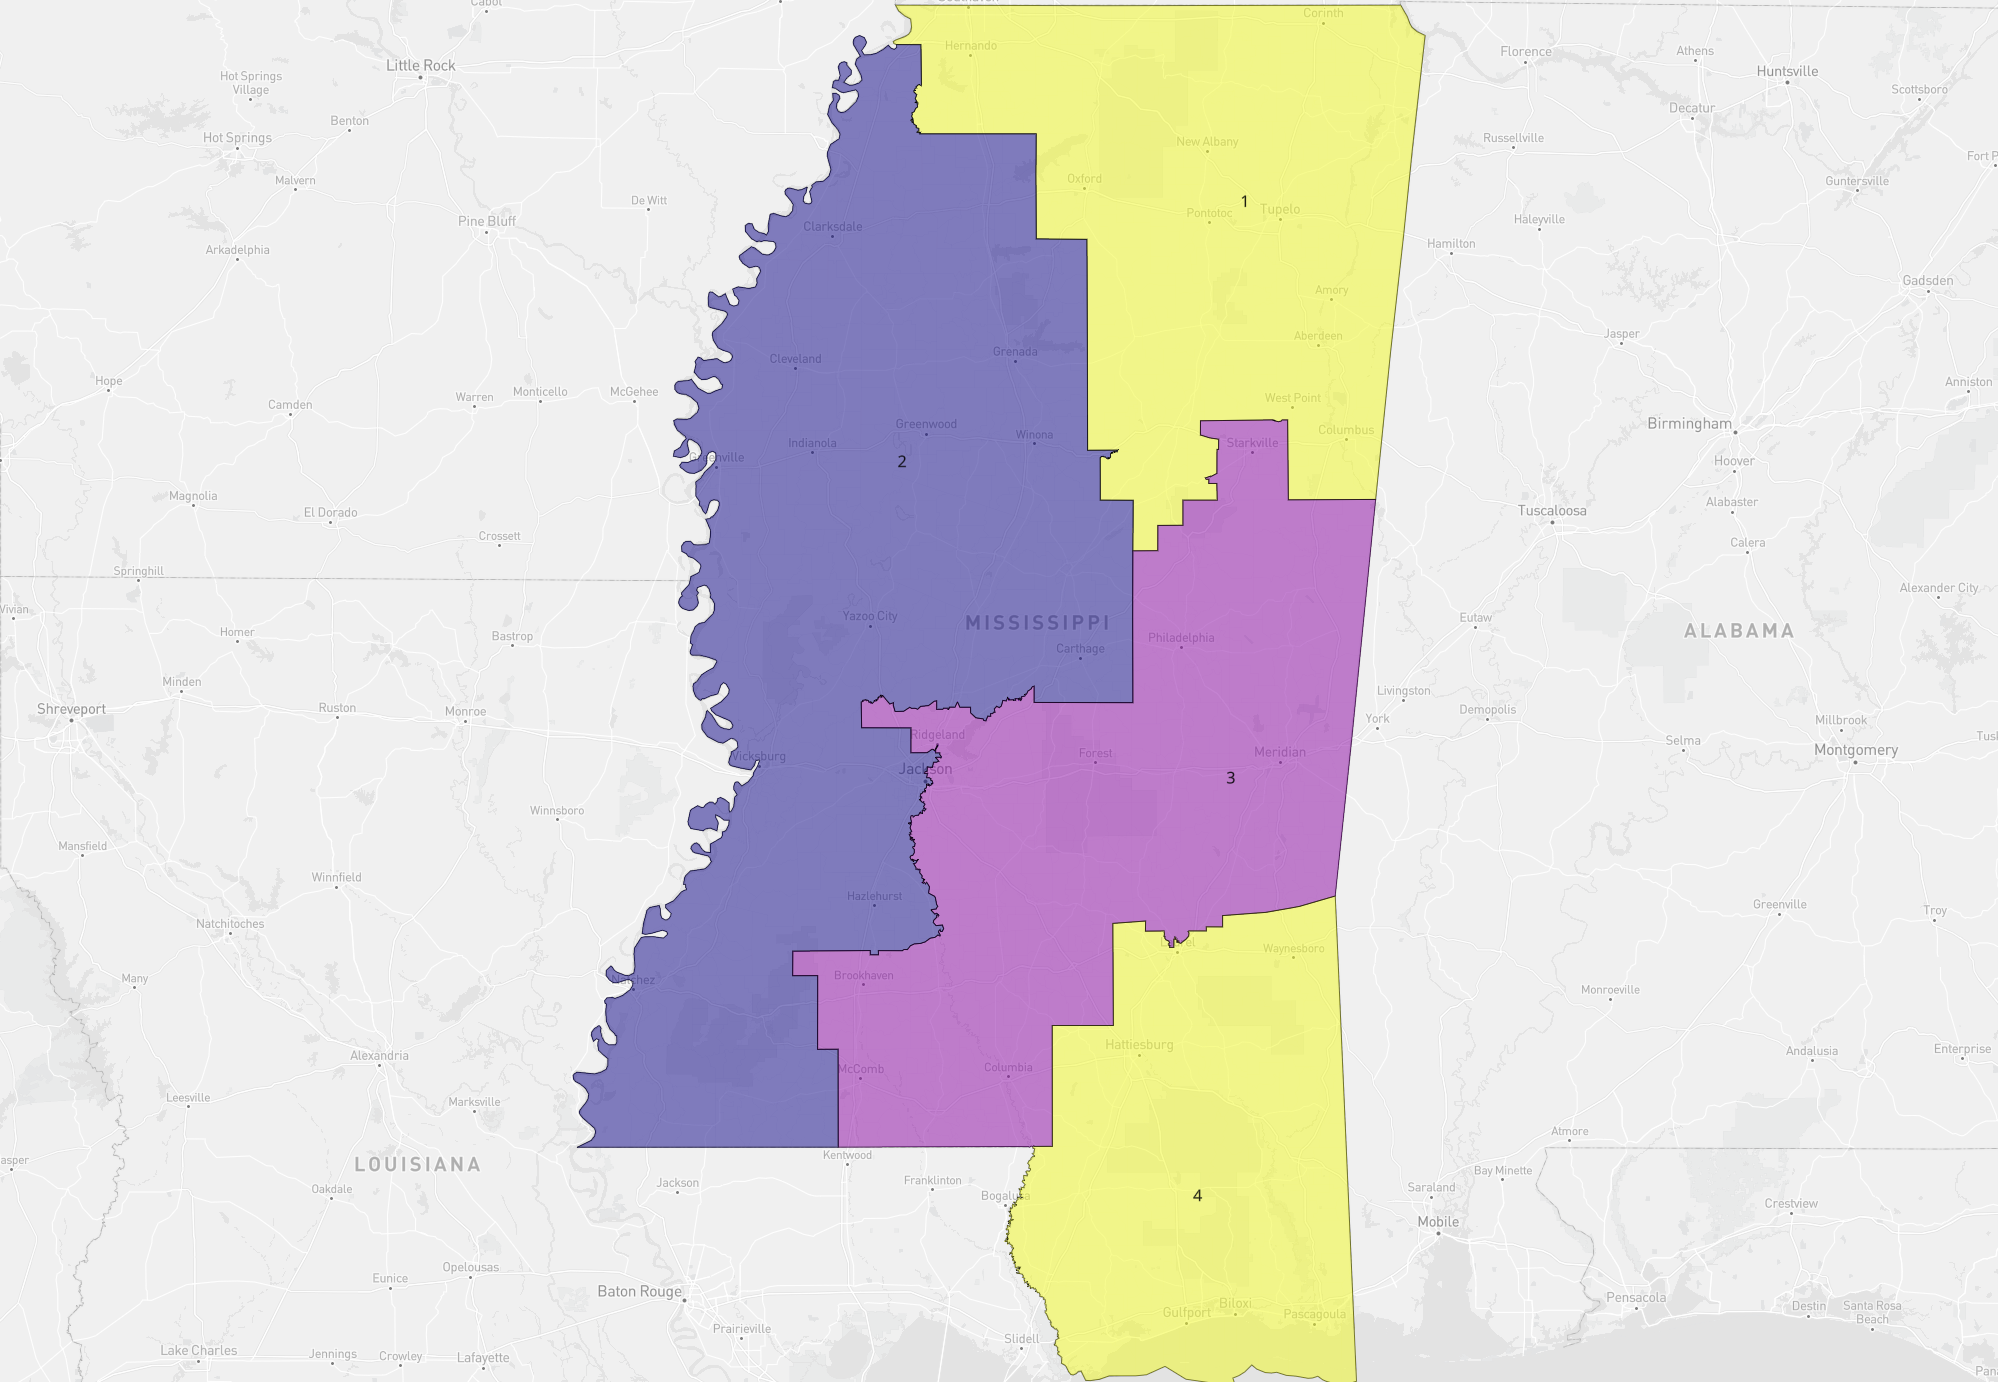 Cabot
Corinth
Hernando
Florence
Athens
Little Rock
Huntsville
Hot Springs
Village
Scottsboro
Decatur
Benton
Hot Springs
Russellville
New Albany
Fort P
Malvern
Oxford
Guntersville
De Witt
1
Pontotoc
Tupelo
Pine Bluff
Haleyville
Clarksdale
Hamilton
Arkadelphia
Gadsden
Amory
Aberdeen
Jasper
Grenada
Cleveland
Hope
Anniston
Monticello
McGehee
Warren
Camden
West Point
Greenwood
Birmingham
Columbus
Winona
Indianola
Starkville
Hoover
2
Greenville
Magnolia
Alabaster
El Dorado
Tuscaloosa
Crossett
Calera
Springhill
Alexander City
Vivian
Yazoo City
Eutaw
MISSISSIPPI
ALABAMA
Homer
Bastrop
Philadelphia
Carthage
Minden
Livingston
Shreveport
Ruston
Monroe
Demopolis
York
Millbrook
Ridgeland
Selma
Montgomery
Forest
Meridian
Vicksburg
Jackson
3
Winnsboro
Mansfield
Winnfield
Hazlehurst
Greenville
Troy
Natchitoches
Laurel
Waynesboro
Many
Brookhaven
Natchez
Monroeville
Hattiesburg
Andalusia
Enterprise
Alexandria
McComb
Columbia
Leesville
Marksville
Atmore
Kentwood
LOUISIANA
Bay Minette
Jackson
Franklinton
Saraland
Oakdale
Bogalusa
4
Crestview
Mobile
Opelousas
Eunice
Baton Rouge
Pensacola
Biloxi
Destin
Santa Rosa
Beach
Gulfport
Pascagoula
Prairieville
Slidell
Lake Charles
Jennings
Crowley
Lafayette